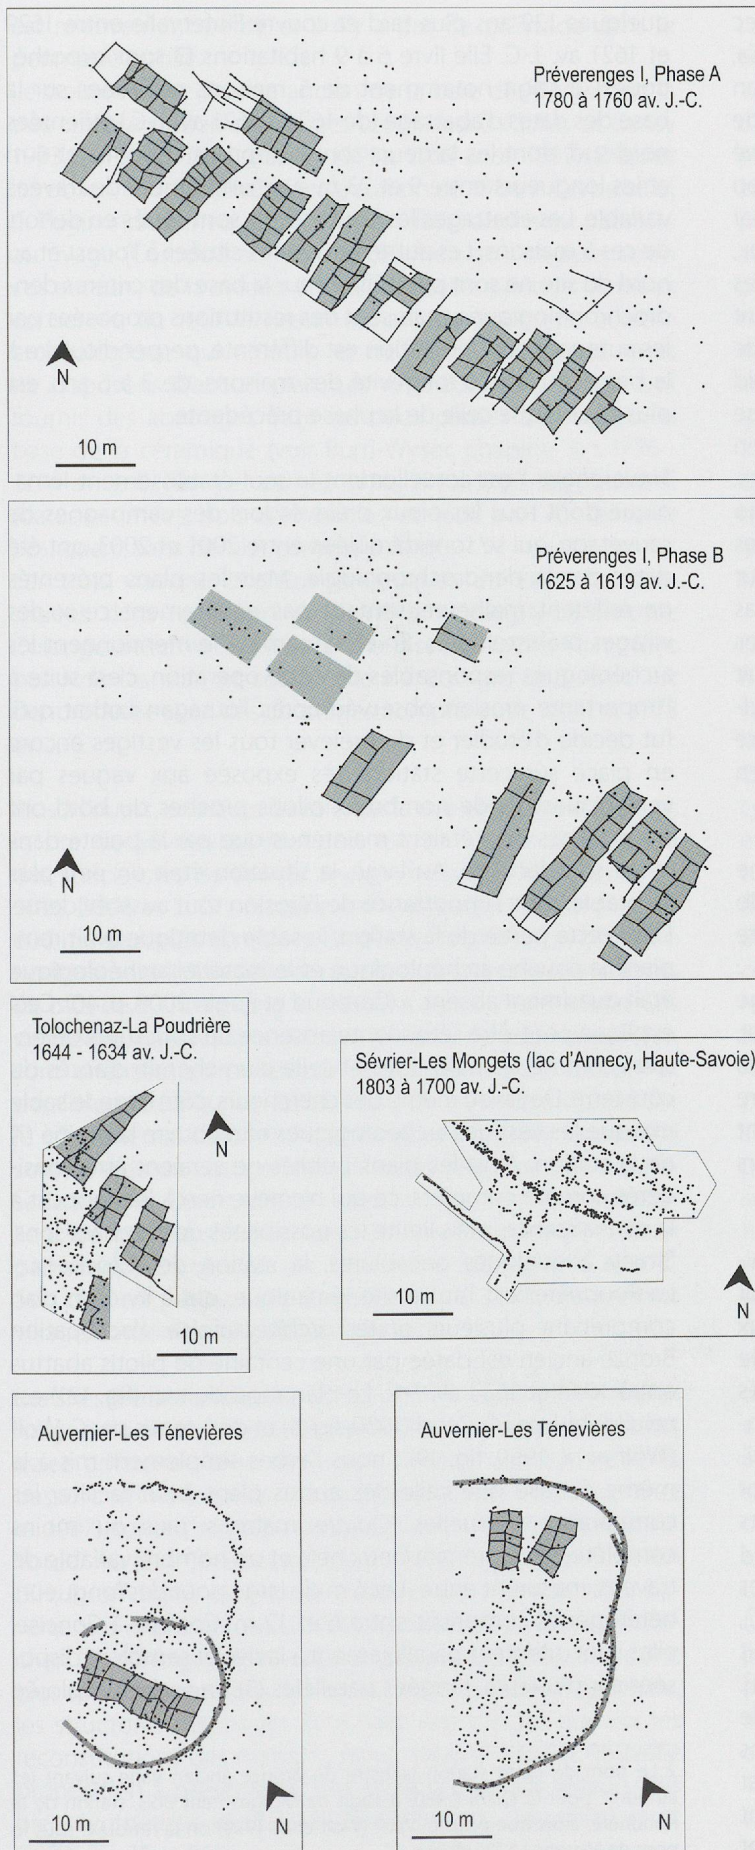 Préverenges I, Phase A
1780 à 1760 av. J.-C.
N
10 m
Préverenges I, Phase B
1625 à 1619 av. J.-C.
N
10 m
Tolochenaz-La Poudrière
1644 - 1634 av. J.-C.
N
10 m
Sévrier-Les Mongets (lac d'Annecy, Haute-Savoie)
1803 à 1700 av. J.-C.
10 m
N
Auvernier-Les Ténevières
10 m
N
Auvernier-Les Ténevières
10 m
N